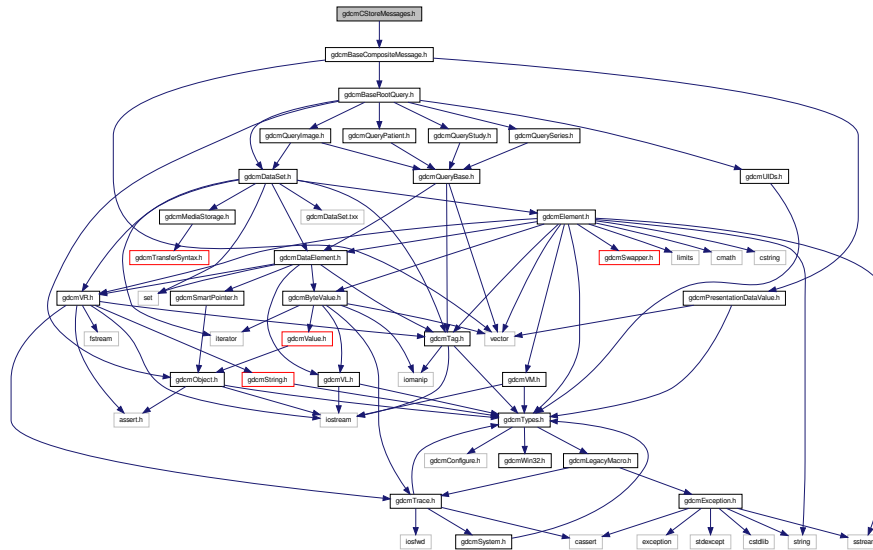 gdcmCStoreMessages.h
gdcmBaseCompositeMessage.h
gdcmBaseRootQuery.h
gdcmQueryImage.h
gdcmQueryPatient.h
gdcmQueryStudy.h
gdcmQuerySeries.h
gdcmDataSet.h
gdcmQueryBase.h
gdcmUIDs.h
gdcmMediaStorage.h
gdcmDataSet.txx
gdcmElement.h
gdcmTransferSyntax.h
gdcmDataElement.h
gdcmSwapper.h
limits
cmath
cstring
gdcmVR.h
set
gdcmSmartPointer.h
gdcmByteValue.h
gdcmPresentationDataValue.h
fstream
iterator
gdcmValue.h
gdcmTag.h
vector
gdcmObject.h
gdcmString.h
gdcmVL.h
iomanip
gdcmVM.h
assert.h
iostream
gdcmTypes.h
gdcmConfigure.h
gdcmWin32.h
gdcmLegacyMacro.h
gdcmTrace.h
gdcmException.h
iosfwd
gdcmSystem.h
cassert
exception
stdexcept
cstdlib
string
sstream